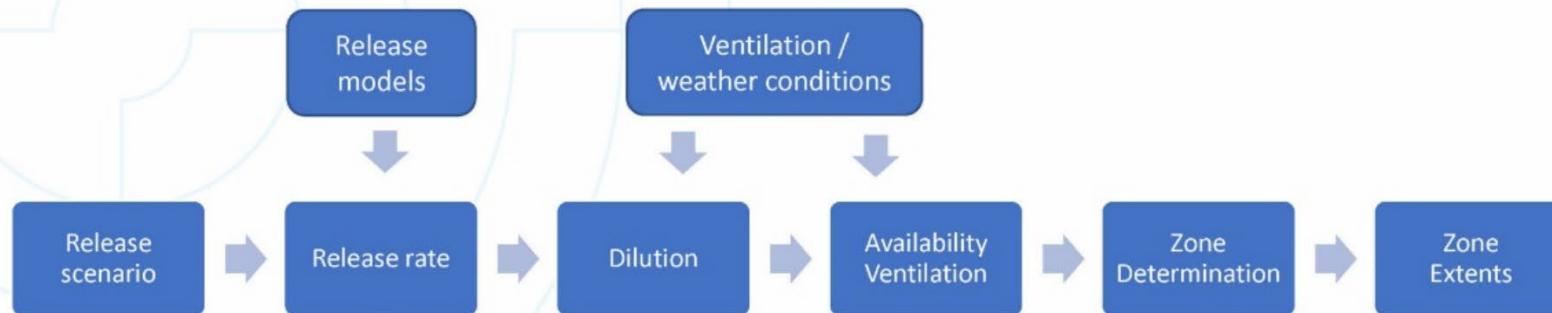 Release
models
Ventilation /
weather conditions
Release
scenario
Release rate
Dilution
Availability
Ventilation
Zone
Determination
Zone
Extents